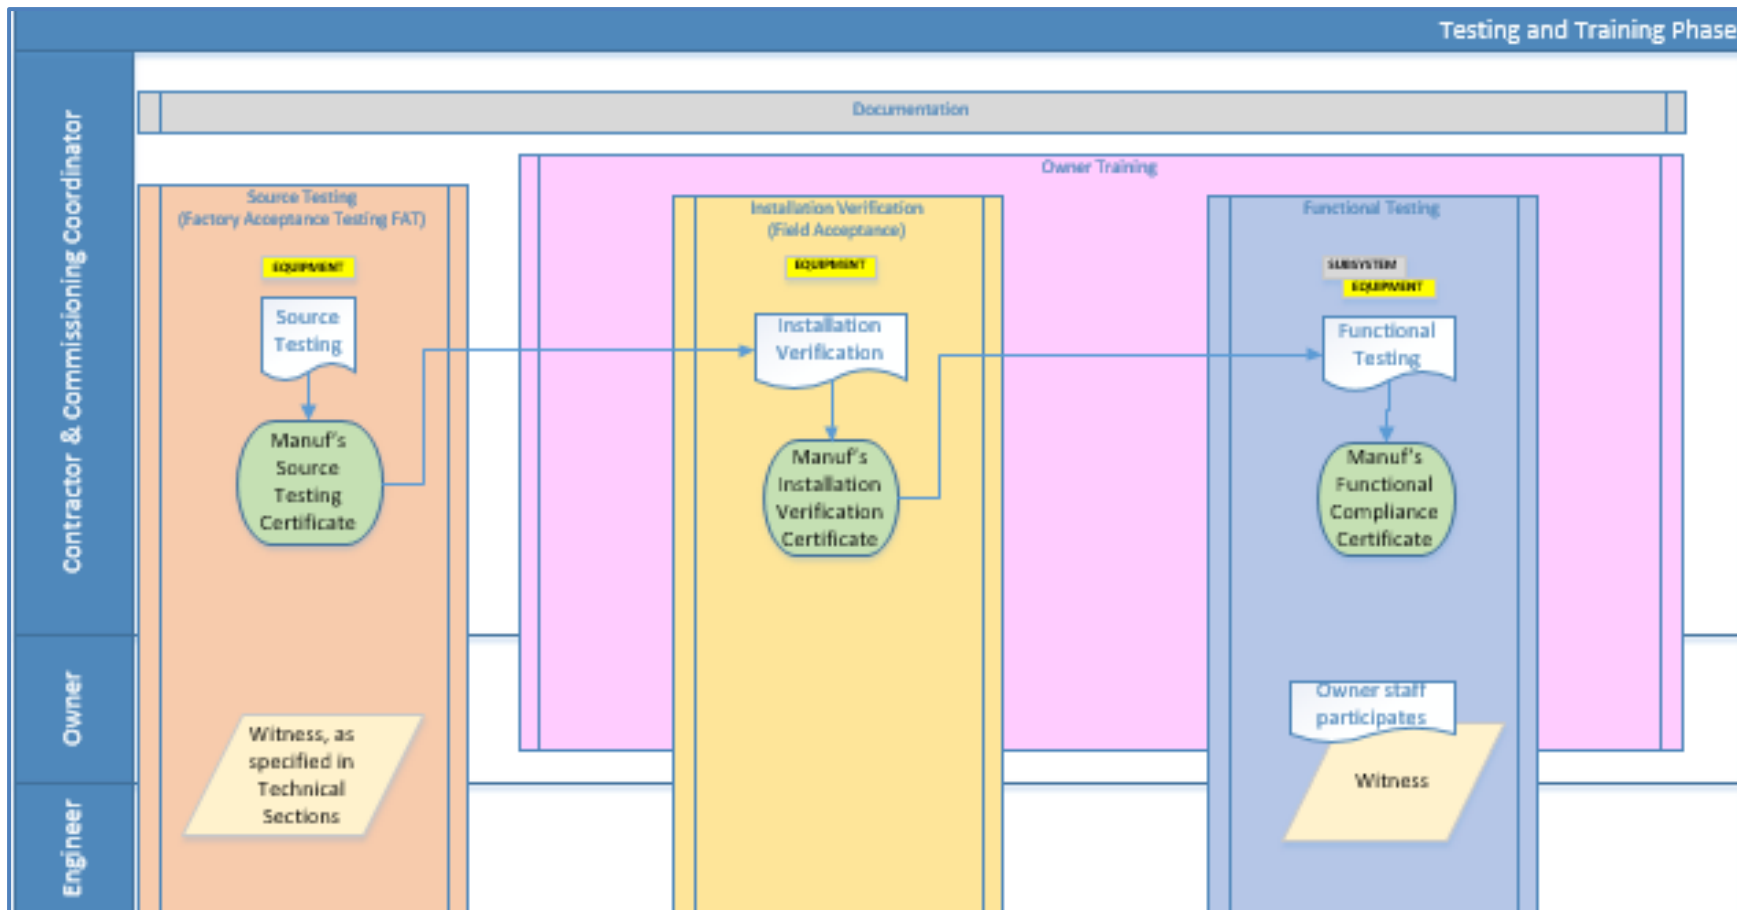 Testing and Training Phase
Contractor & Commissioning Coordinator
Documentation
Owner Training
Source Testing
(Factory Acceptance Testing FAT)
EQUIPMENT
Source
Testing
Manuf's
Source
Testing
Certificate
Installation Verification
(Field Acceptance)
EQUIPMENT
Installation
Verification
Manuf's
Installation
Verification
Certificate
Functional Testing
SUBSYSTEM
EQUIPMENT
Functional
Testing
Manuf's
Functional
Compliance
Certificate
Owner
Owner staff
participates
Witness, as
specified in
Technical
Sections
Witness
Engineer